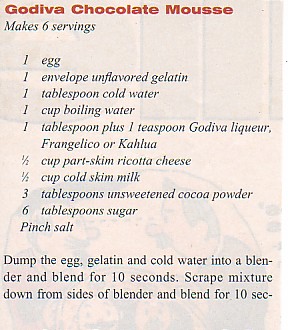 Godiva Chocolate Mousse
Makes 6 servings
1 egg
1 envelope unflavored gelatin
1 tablespoon cold water
1 cup boiling water
1 tablespoon plus 1 teaspoon Godiva liqueur,
Frangelico or Kahlua
½ cup part-skim ricotta cheese
½ cup cold skim milk
3 tablespoons unsweetened cocoa powder
6 tablespoons sugar
Pinch salt
Dump the egg, gelatin and cold water into a blen-
der and blend for 10 seconds. Scrape mixture
down from sides of blender and blend for 10 sec-